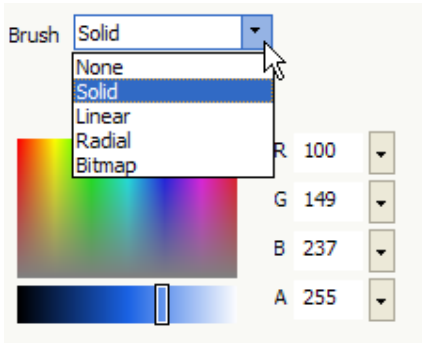 Brush Solid
None
Solid
Linear
Radial
Bitmap
R 100
G 149
B 237
A 255